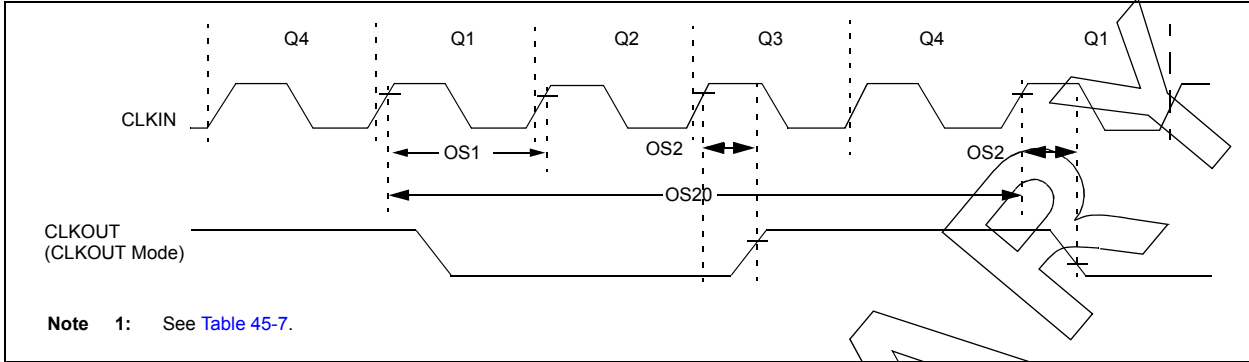 Q4 Q1 Q2 Q3 Q4 Q1
CLKIN
OS1 OS2 OS2
OS20
CLKOUT
(CLKOUT Mode)
Note 1: See Table 45-7.